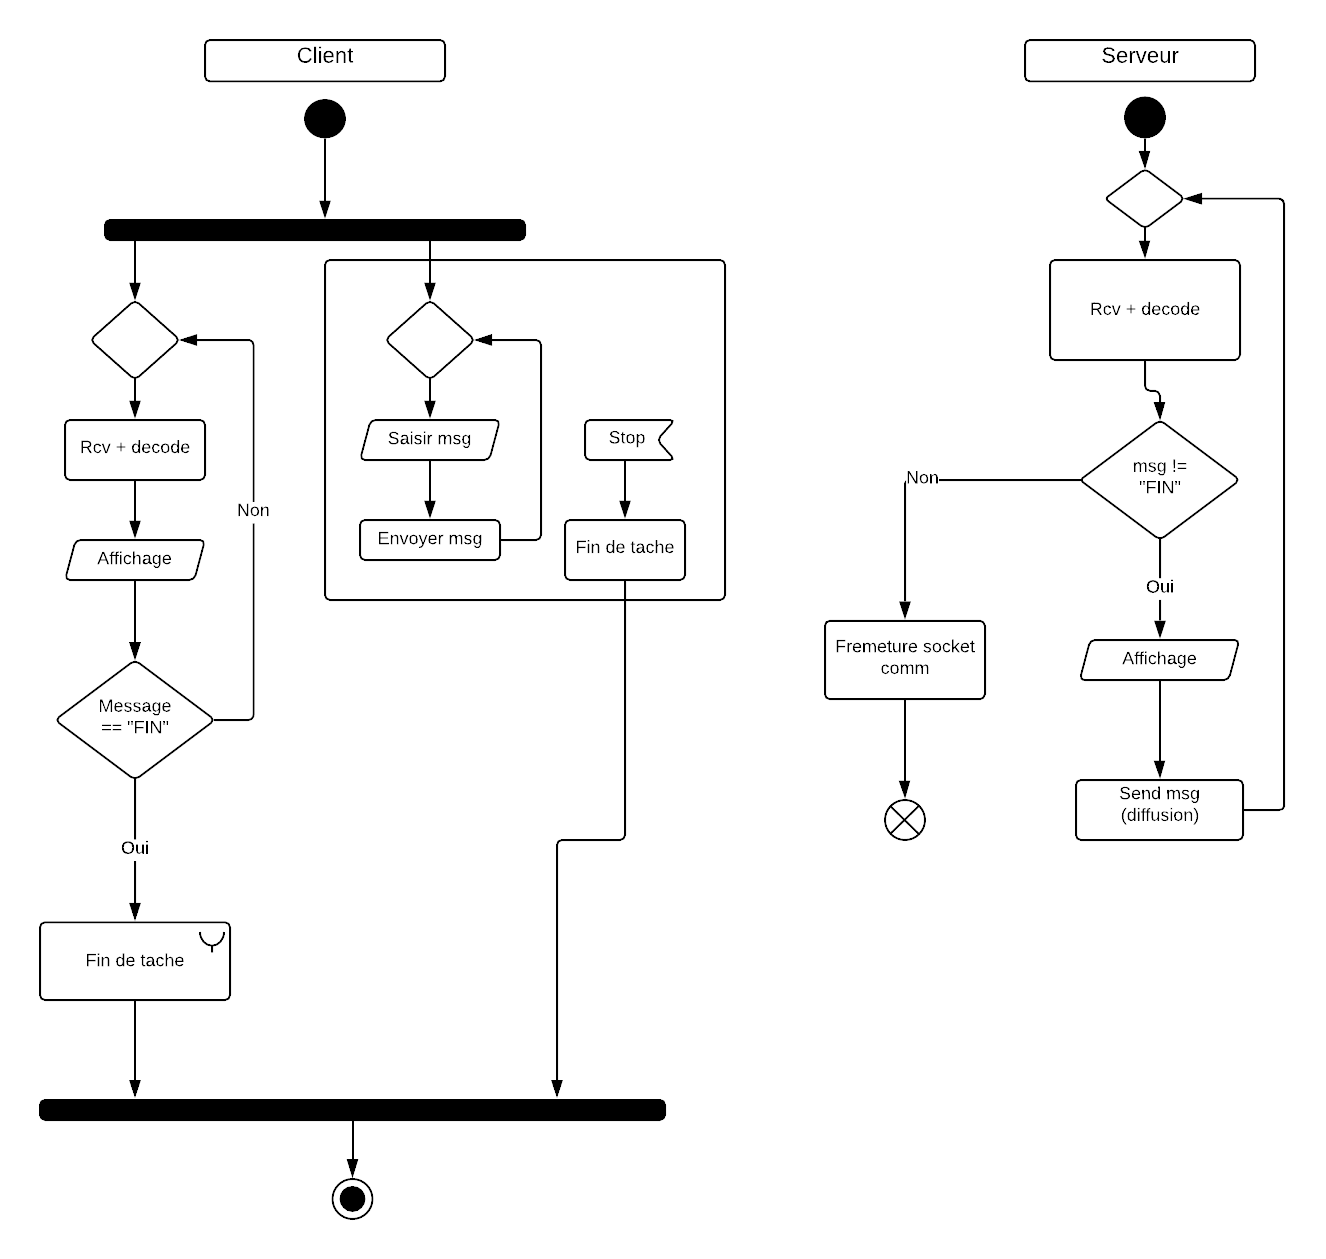 Client
Rcv + decode
Affichage
Non
Message
== ”FIN”
Oui
Fin de tache
Saisir msg
Envoyer msg
Stop
Fin de tache
Serveur
Rcv + decode
msg !=
”FIN”
Non
Oui
Fremeture socket
comm
Affichage
Send msg
(diffusion)